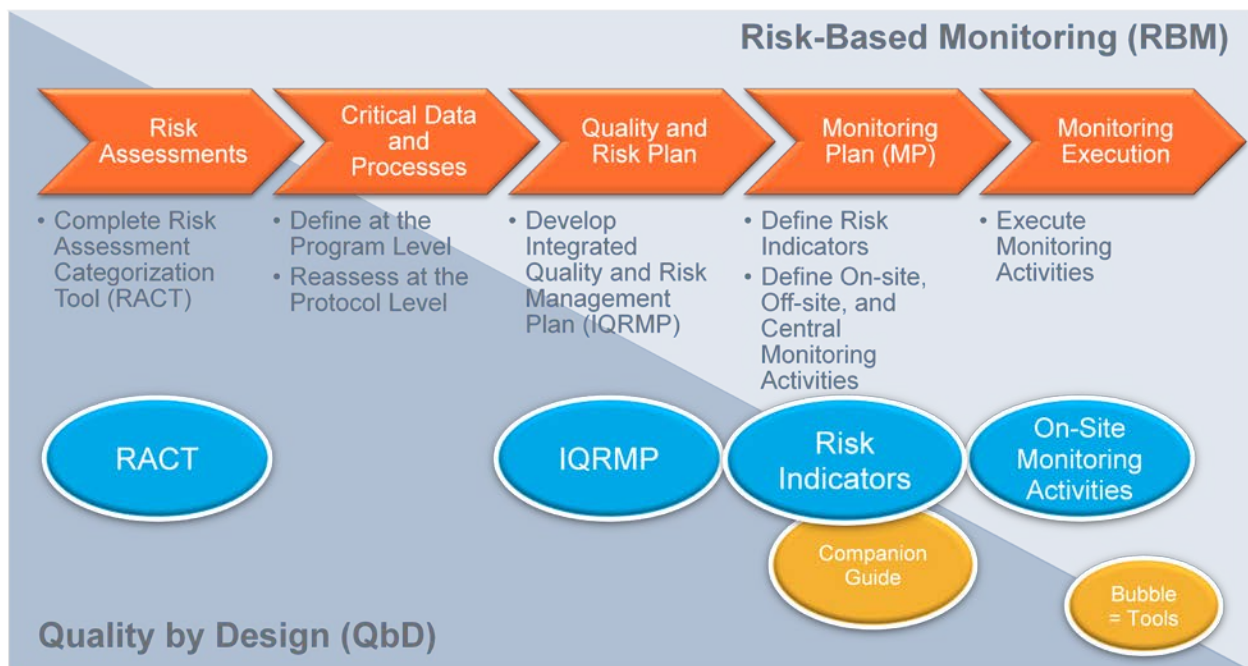 Risk-Based Monitoring (RBM)
Risk
Assessments
Critical Data
and
Processes
Quality and
Risk Plan
Monitoring
Plan (MP)
Monitoring
Execution
• Complete Risk
Assessment
Categorization
Tool (RACT)
• Define at the
Program Level
• Reassess at the
Protocol Level
• Develop
Integrated
Quality and Risk
Management
Plan (IQRMP)
• Define Risk
Indicators
• Define On-site,
Off-site, and
Central
Monitoring
Activities
• Execute
Monitoring
Activities
RACT
IQRMP
Risk
Indicators
On-Site
Monitoring
Activities
Companion
Guide
Bubble
= Tools
Quality by Design (QbD)